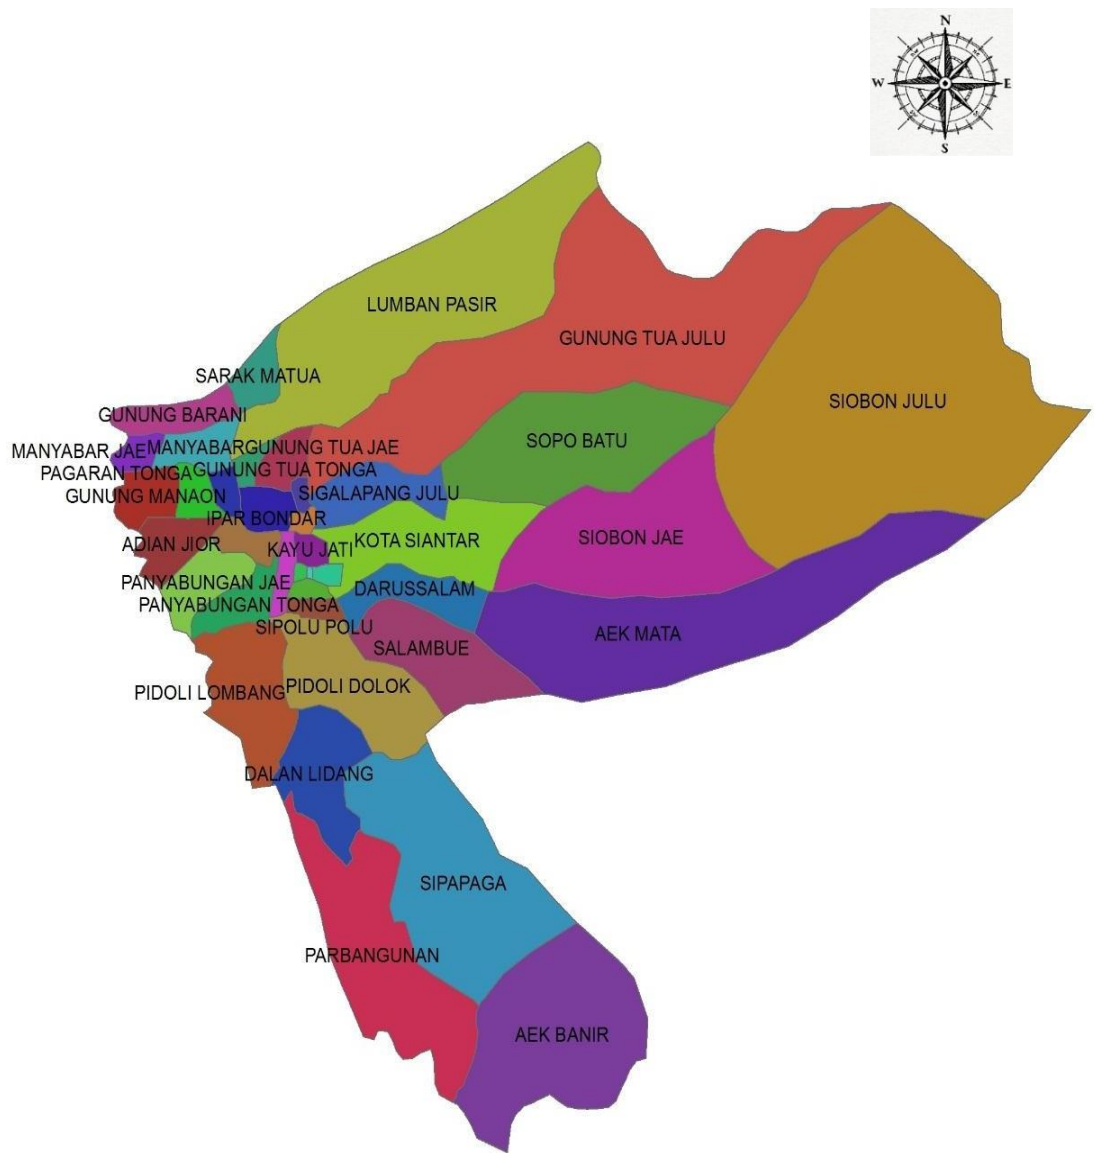 N
W E
S
LUMBAN PASIR
GUNUNG TUA JULU
SARAK MATUA
SIOBON JULU
GUNUNG BARANI
SOPO BATU
MANYABAR JAE
MANYABAR
GUNUNG TUA JAE
PAGARAN TONGA
GUNUNG TUA TONGA
GUNUNG MANAON
SIGALAPANG JULU
IPAR BONDAR
ADIAN JIOR
KAYU JATI
KOTA SIANTAR
SIOBON JAE
PANYABUNGAN JAE
DARUSSALAM
PANYABUNGAN TONGA
SIPOLU POLU
AEK MATA
SALAMBUE
PIDOLI LOMBANG
PIDOLI DOLOK
DALAN LIDANG
SIPAPAGA
PARBANGUNAN
AEK BANIR